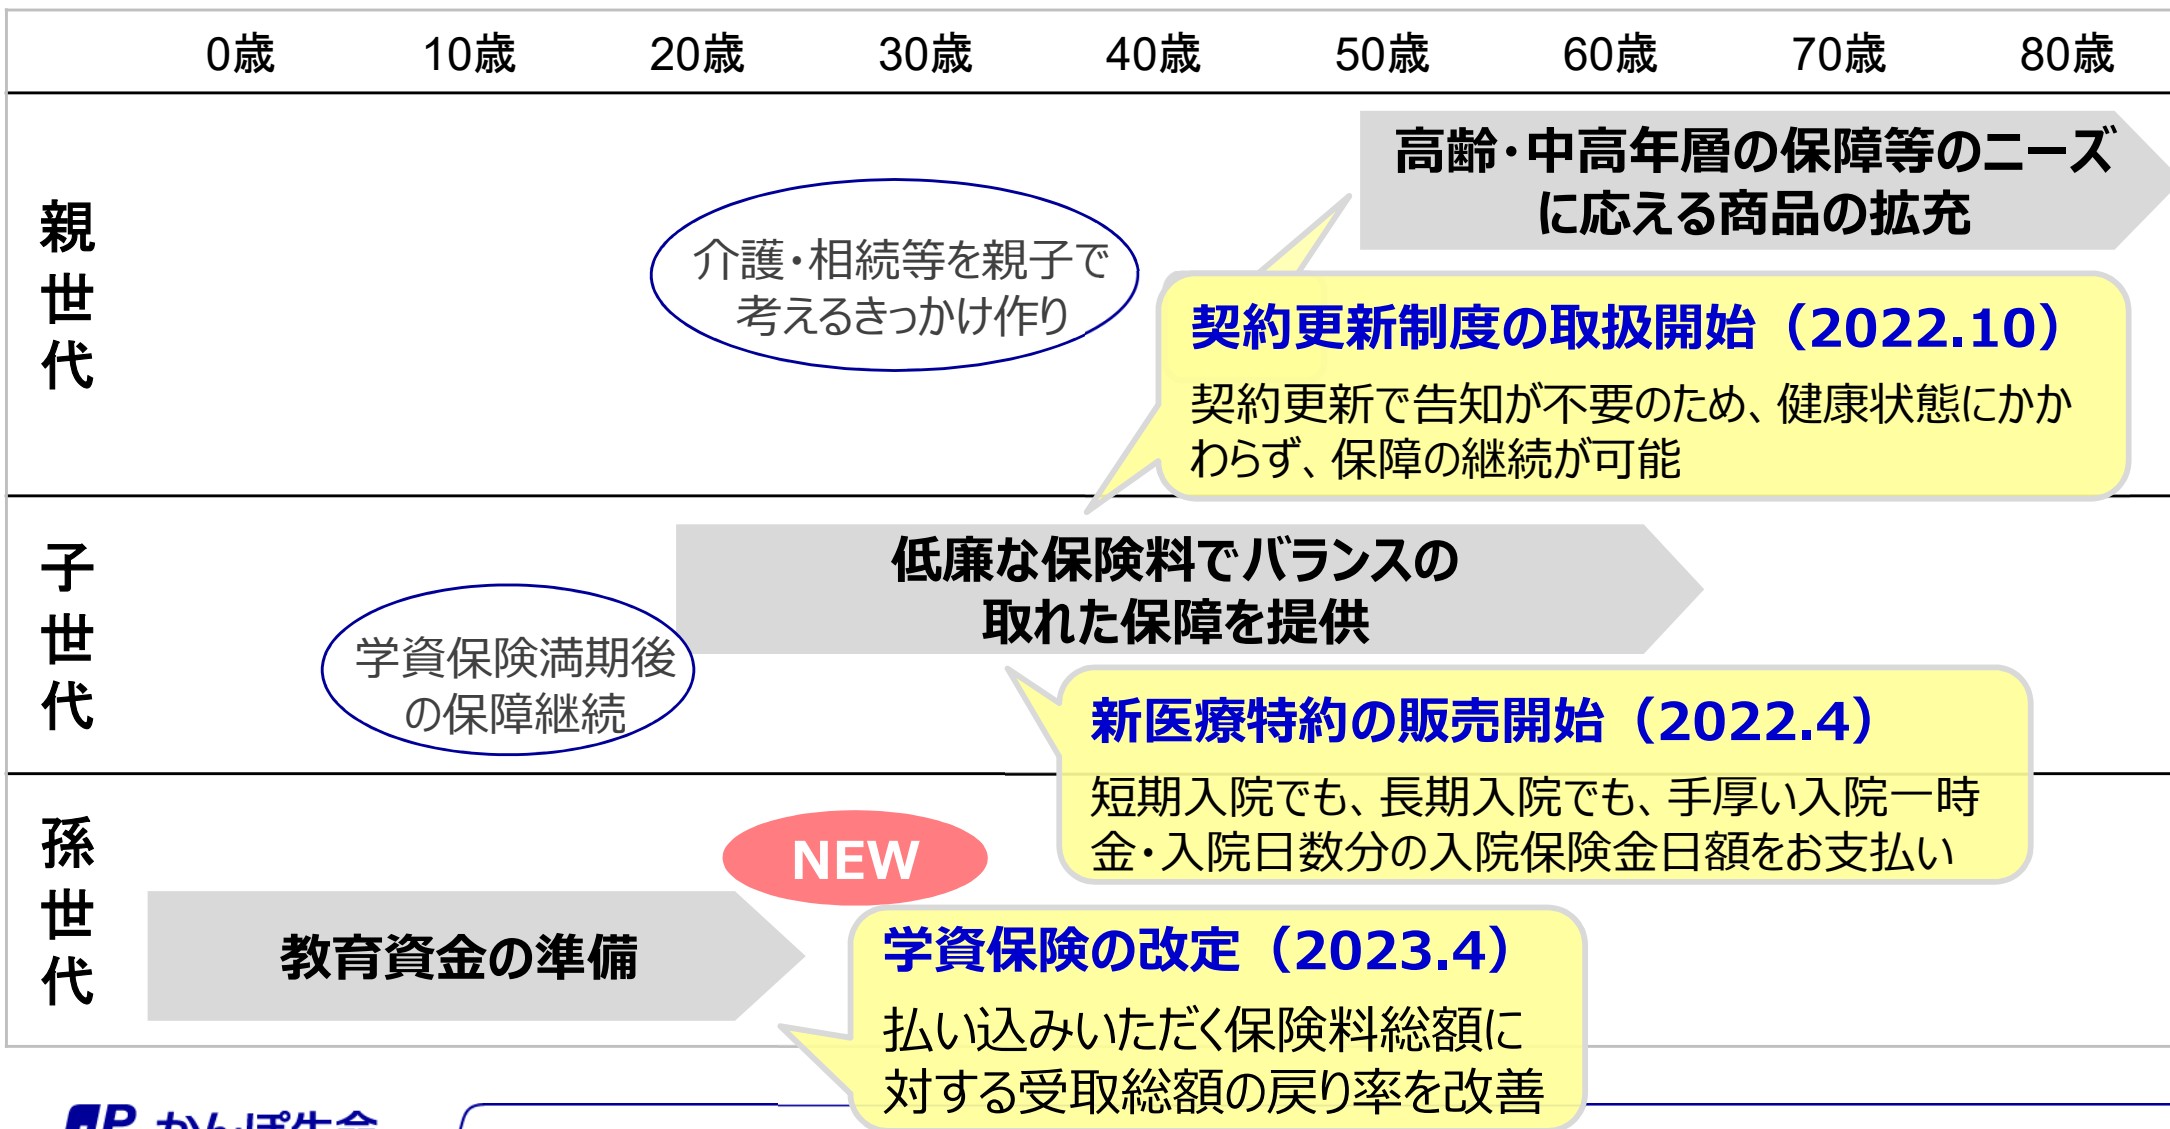 0歳 10歳 20歳 30歳 40歳 50歳 60歳 70歳 80歳
親世代
高齢・中高年層の保障等のニーズ
に応える商品の拡充
介護・相続等を親子で
考えるきっかけ作り
契約更新制度の取扱開始（2022.10）
契約更新で告知が不要のため、健康状態にかか
わらず、保障の継続が可能
子世代
低廉な保険料でバランスの
取れた保障を提供
学資保険満期後
の保障継続
新医療特約の販売開始（2022.4）
短期入院でも、長期入院でも、手厚い入院一時
金・入院日数分の入院保険金日額をお支払い
孫世代
NEW
教育資金の準備
学資保険の改定（2023.4）
払い込みいただく保険料総額に
対する受取総額の戻り率を改善
かんぽ生命